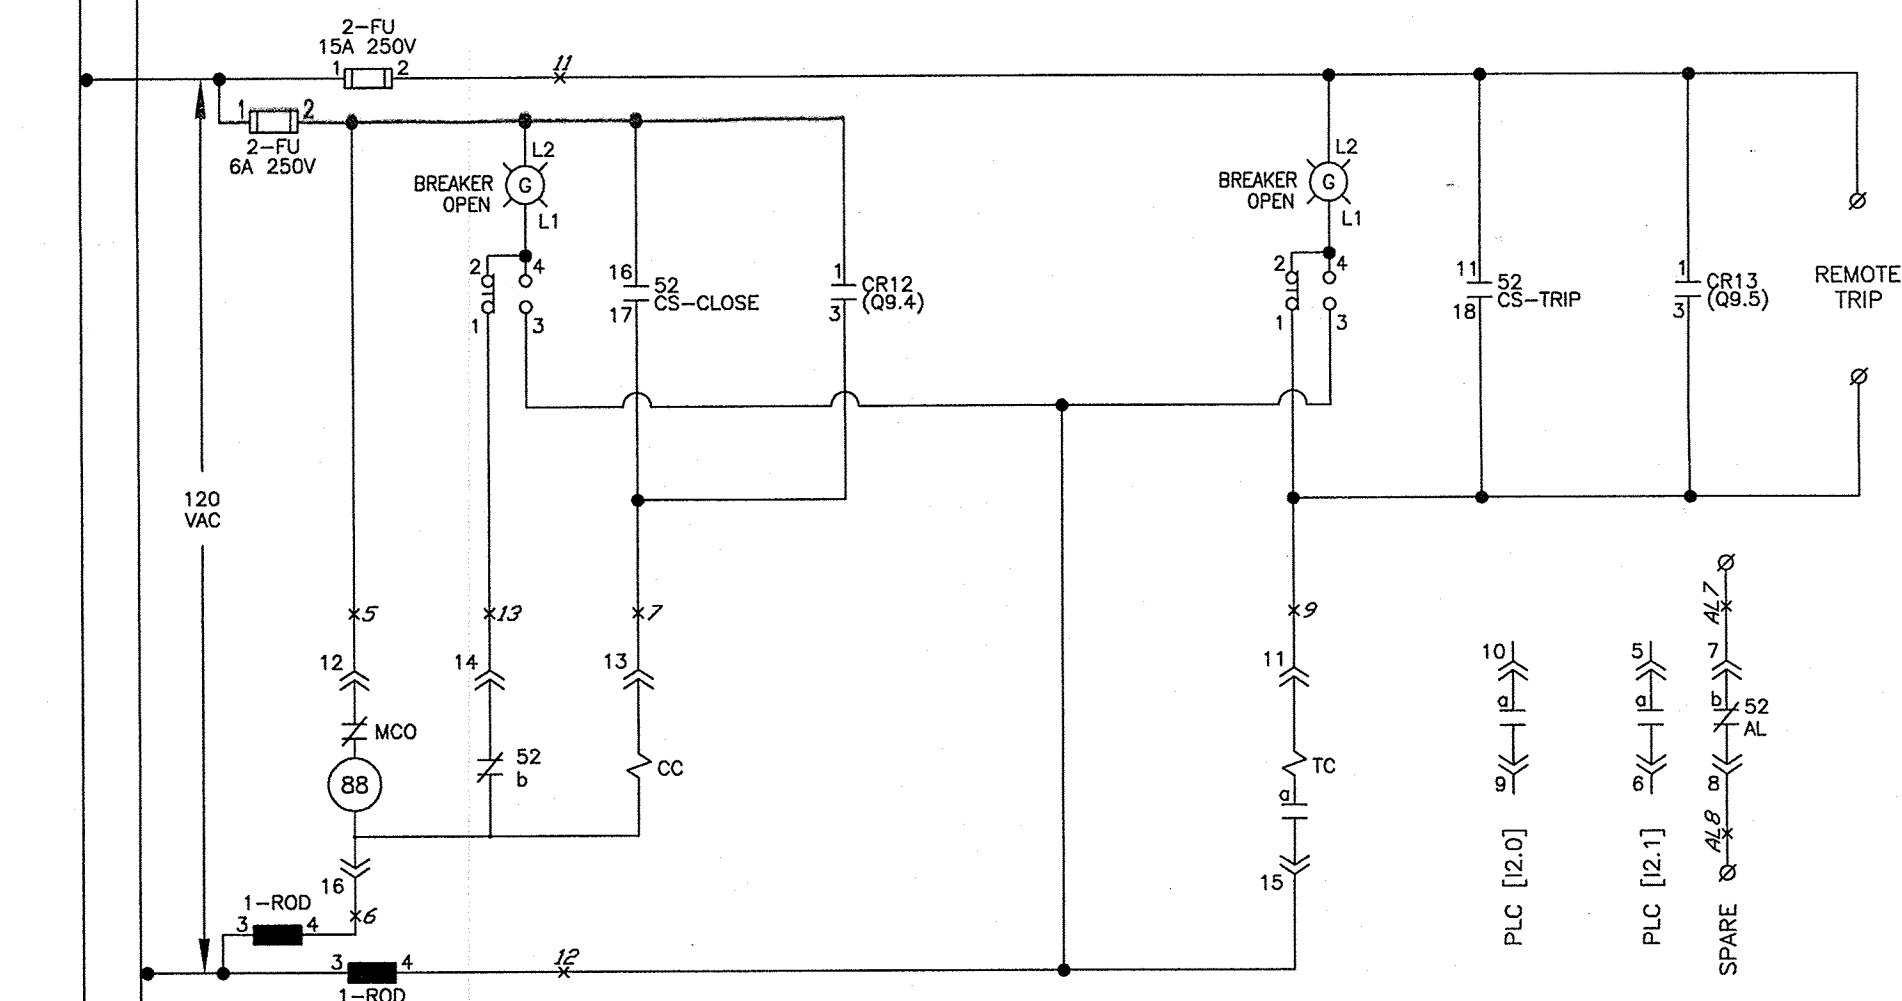 2-FU
15A 250V
1 2
11
1 2
2-FU
6A 250V
L2
BREAKER
OPEN
G
L1
2 4
1 3
16
52
CS-CLOSE
17
1
CR12
(Q9.4)
3
L2
BREAKER
OPEN
G
L1
2 4
1 3
11
52
CS-TRIP
18
1
CR13
(Q9.5)
3
REMOTE
TRIP
120
VAC
5
13
7
9
12
14
13
11
MCO
88
52
b
CC
TC
a
15
10
a
9
PLC [I2.0]
5
a
6
PLC [I2.1]
AL7
7
b
52
AL
8
AL8
SPARE
16
6
1-ROD
3 4
3 4
12
1-ROD